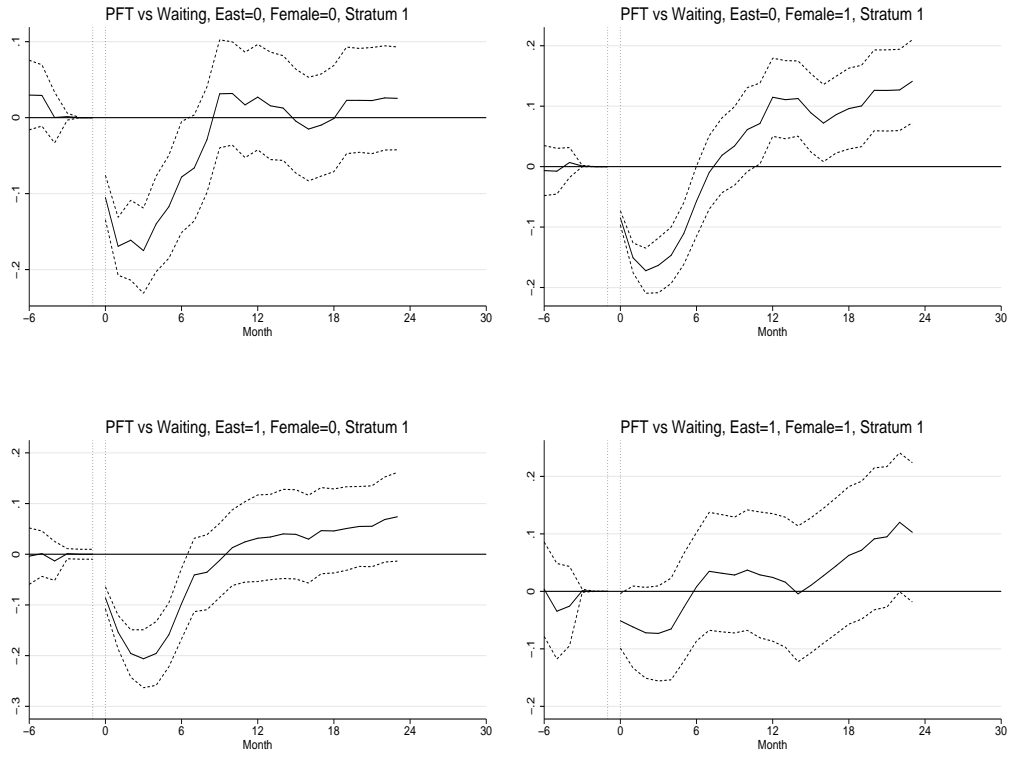 PFT vs Waiting, East=0, Female=0, Stratum 1
.1
0
−.1
−.2
−6 0 6 12 18 24 30
Month
PFT vs Waiting, East=0, Female=1, Stratum 1
.2
.1
0
−.1
−.2
−6 0 6 12 18 24 30
Month
PFT vs Waiting, East=1, Female=0, Stratum 1
.2
.1
0
−.1
−.2
−.3
−6 0 6 12 18 24 30
Month
PFT vs Waiting, East=1, Female=1, Stratum 1
.2
.1
0
−.1
−.2
−6 0 6 12 18 24 30
Month